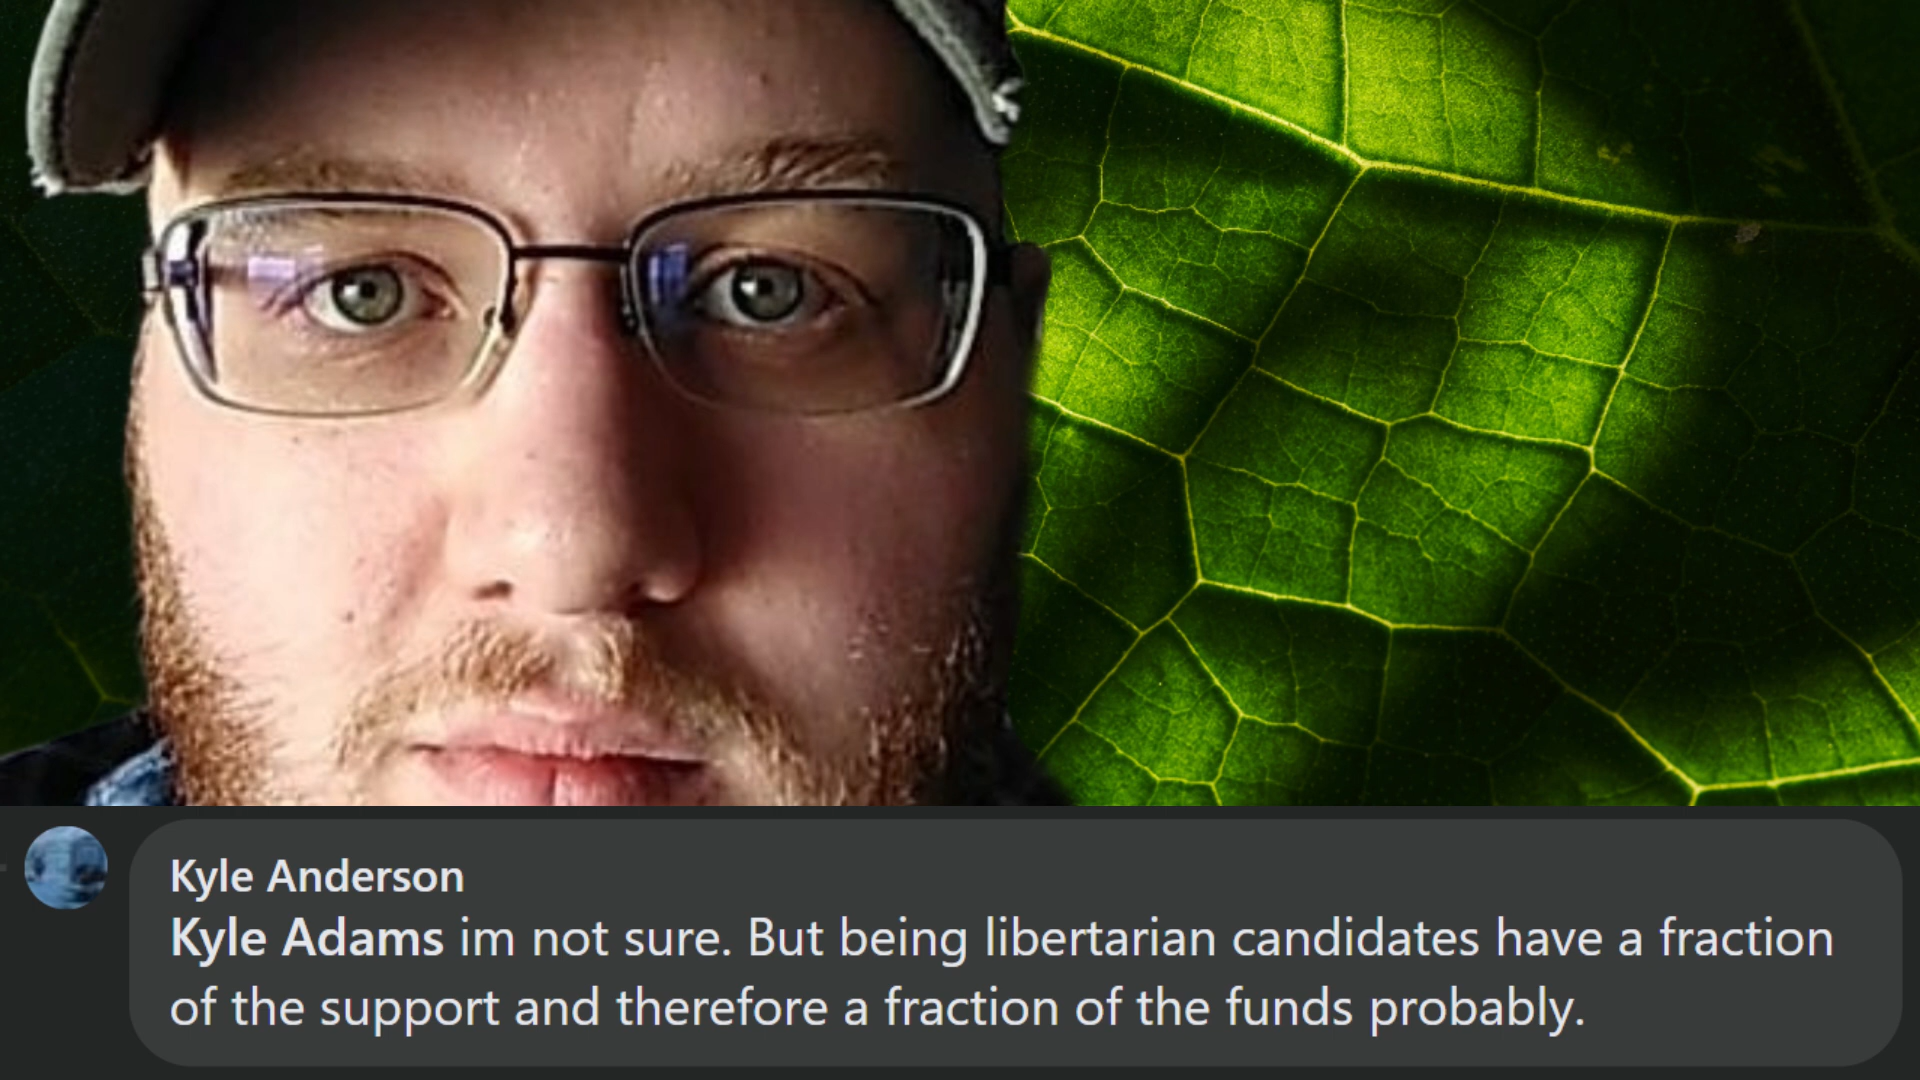 Kyle Anderson
Kyle Adams im not sure. But being libertarian candidates have a fraction
of the support and therefore a fraction of the funds probably.